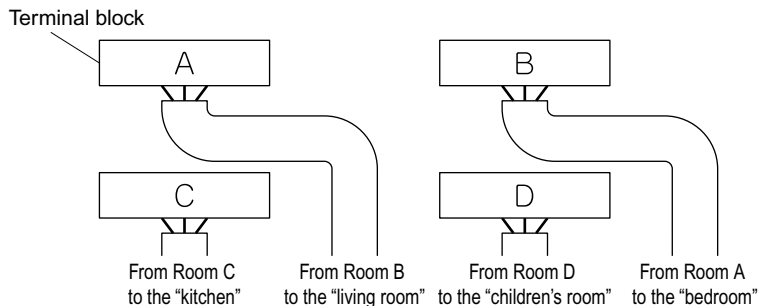 Terminal block
A
B
C
D
From Room C
to the “kitchen”
From Room B
to the “living room”
From Room D
to the “children’s room”
From Room A
to the “bedroom”